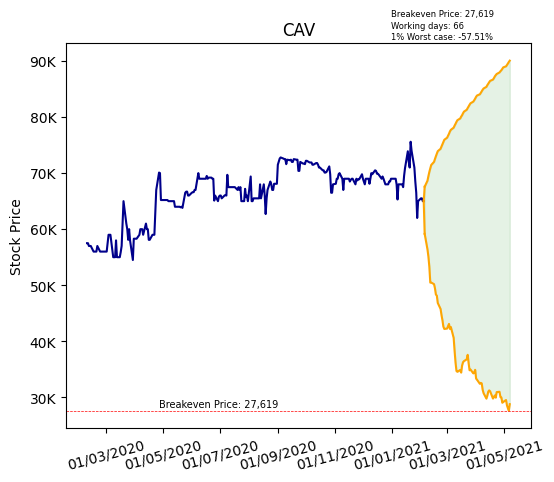 Breakeven Price: 27,619
Working days: 66
1% Worst case: -57.51%
CAV
90K
80K
70K
60K
50K
40K
30K
Stock Price
Breakeven Price: 27,619
01/03/2020
01/05/2020
01/07/2020
01/09/2020
01/11/2020
01/01/2021
01/03/2021
01/05/2021